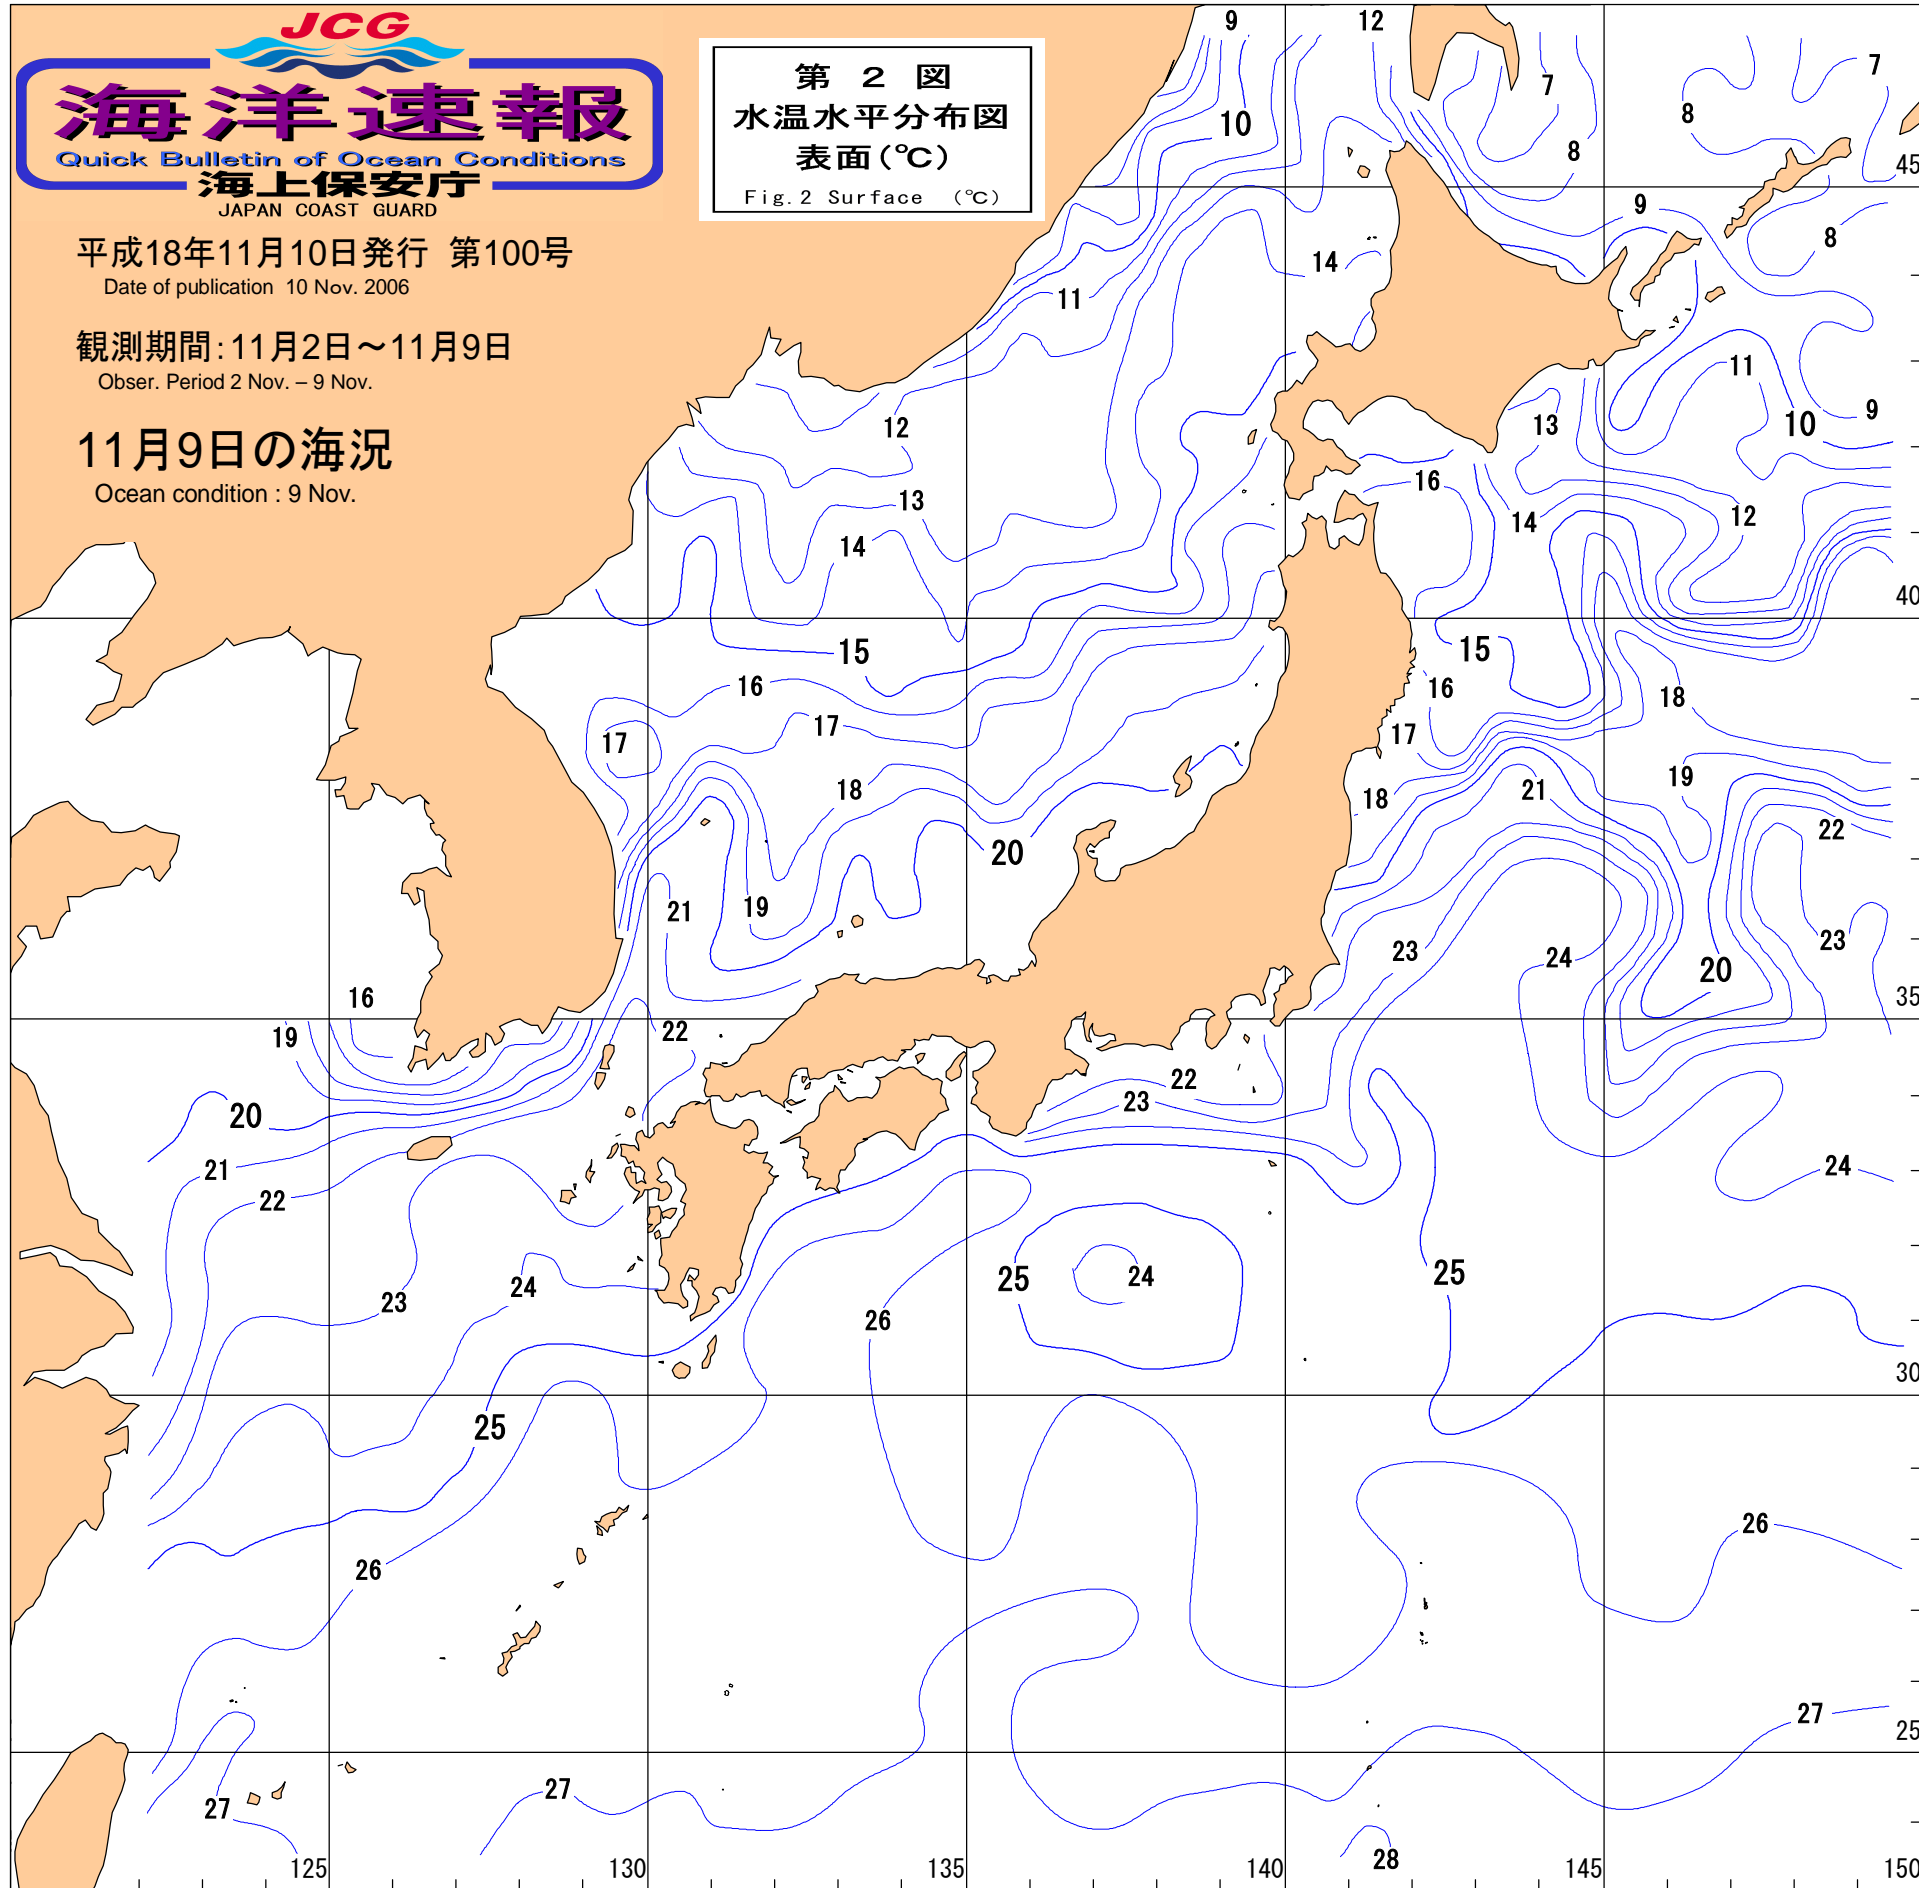 JCG
海洋速報
Quick Bulletin of Ocean Conditions
海上保安庁
JAPAN COAST GUARD
平成18年11月10日発行 第100号
Date of publication 10 Nov. 2006
観測期間：11月2日～11月9日
Obser. Period 2 Nov. – 9 Nov.
11月9日の海況
Ocean condition : 9 Nov.
第 2 図
水温水平分布図
表面(℃)
Fig.2 Surface (℃)
9 12
7 7
10 8
8
45
9
14 8
11
11
12 13 10 9
16
13 14 12
14
40
15 15
16 16 18
17 17
18 18 21 19
20 22
21 19
23 24 23
20
16 35
19 22
22
20 23
21 24
22
25
24 25 24
23 26
30
25
26
26
27
25
27 27
28
125 130 135 140 145 150